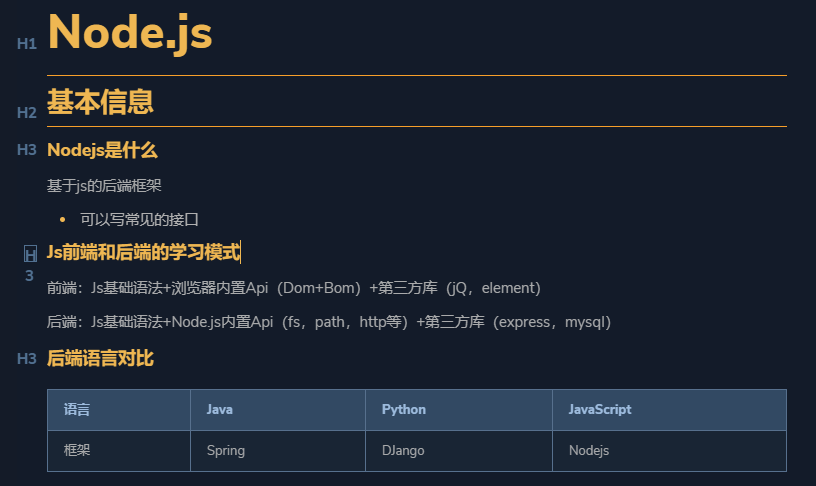 H1 Node.js
H2 基本信息
H3 Nodejs是什么
基于js的后端框架
• 可以写常见的接口
H3 Js前端和后端的学习模式
前端：Js基础语法+浏览器内置Api（Dom+Bom）+第三方库（jQ，element）
后端：Js基础语法+Node.js内置Api（fs，path，http等）+第三方库（express，mysql）
H3 后端语言对比
语言 Java Python JavaScript
框架 Spring DJango Nodejs